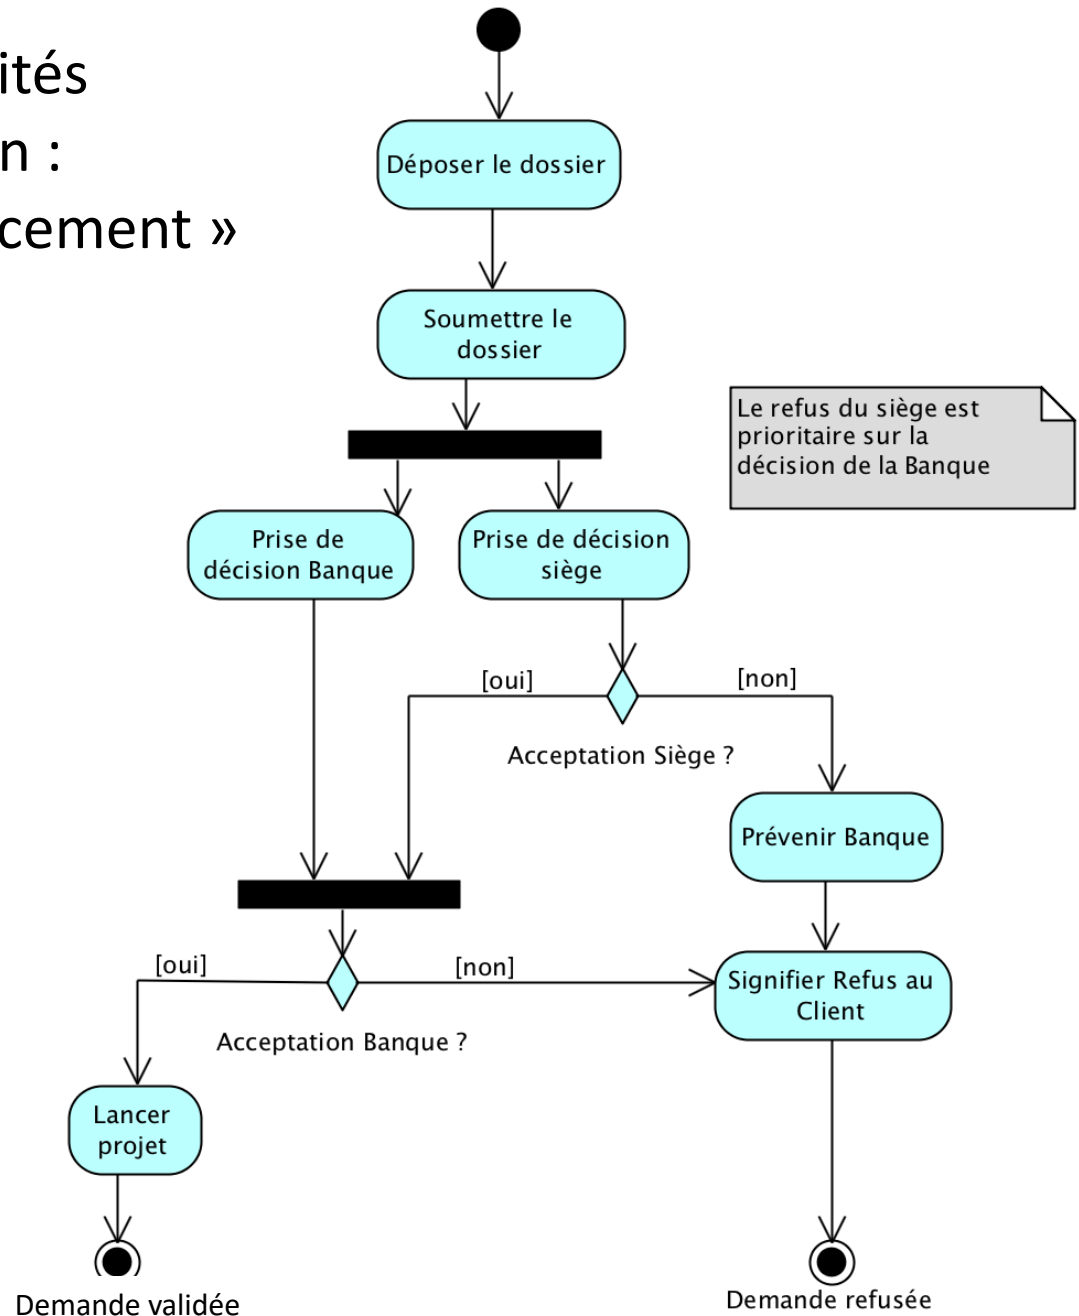 ités
n :
cement »
Déposer le dossier
Soumettre le
dossier
Le refus du siège est
prioritaire sur la
décision de la Banque
Prise de
décision Banque
Prise de décision
siège
[oui]
[non]
Acceptation Siège ?
Prévenir Banque
[oui]
[non]
Signifier Refus au
Client
Acceptation Banque ?
Lancer
projet
Demande validée
Demande refusée